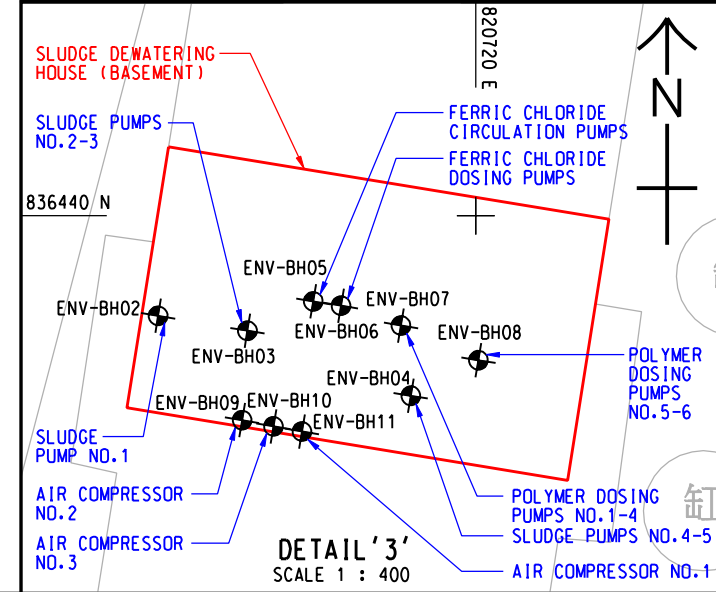 820720 E
SLUDGE DEWATERING
HOUSE (BASEMENT)
N
SLUDGE PUMPS
NO.2-3
FERRIC CHLORIDE
CIRCULATION PUMPS
FERRIC CHLORIDE
DOSING PUMPS
836440 N
ENV-BH05
ENV-BH02
ENV-BH07
ENV-BH06
ENV-BH08
ENV-BH03
POLYMER
DOSING
PUMPS
NO.5-6
ENV-BH04
ENV-BH09
ENV-BH10
ENV-BH11
SLUDGE
PUMP NO.1
AIR COMPRESSOR
NO.2
POLYMER DOSING
PUMPS NO.1-4
缸
SLUDGE PUMPS NO.4-5
AIR COMPRESSOR
NO.3
DETAIL '3'
SCALE 1 : 400
AIR COMPRESSOR NO.1